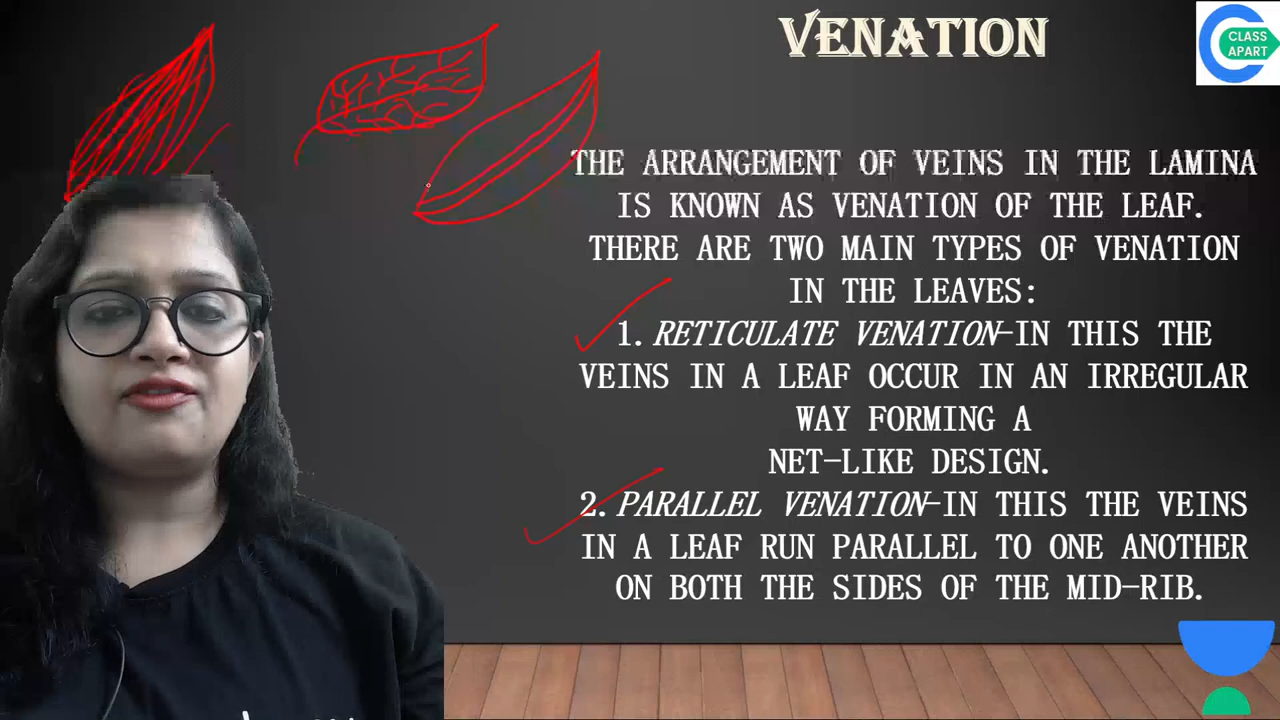 VENATION
CLASS
APART
THE ARRANGEMENT OF VEINS IN THE LAMINA
IS KNOWN AS VENATION OF THE LEAF.
THERE ARE TWO MAIN TYPES OF VENATION
IN THE LEAVES:
1. RETICULATE VENATION-IN THIS THE
VEINS IN A LEAF OCCUR IN AN IRREGULAR
WAY FORMING A
NET-LIKE DESIGN.
2. PARALLEL VENATION-IN THIS THE VEINS
IN A LEAF RUN PARALLEL TO ONE ANOTHER
ON BOTH THE SIDES OF THE MID-RIB.